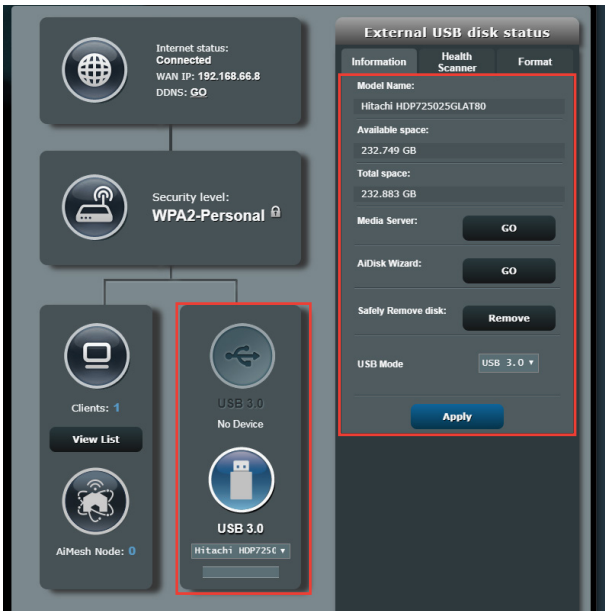 Internet status:
Connected
WAN IP: 192.168.66.8
DDNS: GO
Security level:
WPA2-Personal
Clients: 1
View List
AiMesh Node: 0
USB 3.0
No Device
USB 3.0
Hitachi HDP725(
External USB disk status
Information
Health
Scanner
Format
Model Name:
Hitachi HDP725025GLAT80
Available space:
232.749 GB
Total space:
232.883 GB
Media Server:
GO
AiDisk Wizard:
GO
Safely Remove disk:
Remove
USB Mode
USB 3.0
Apply